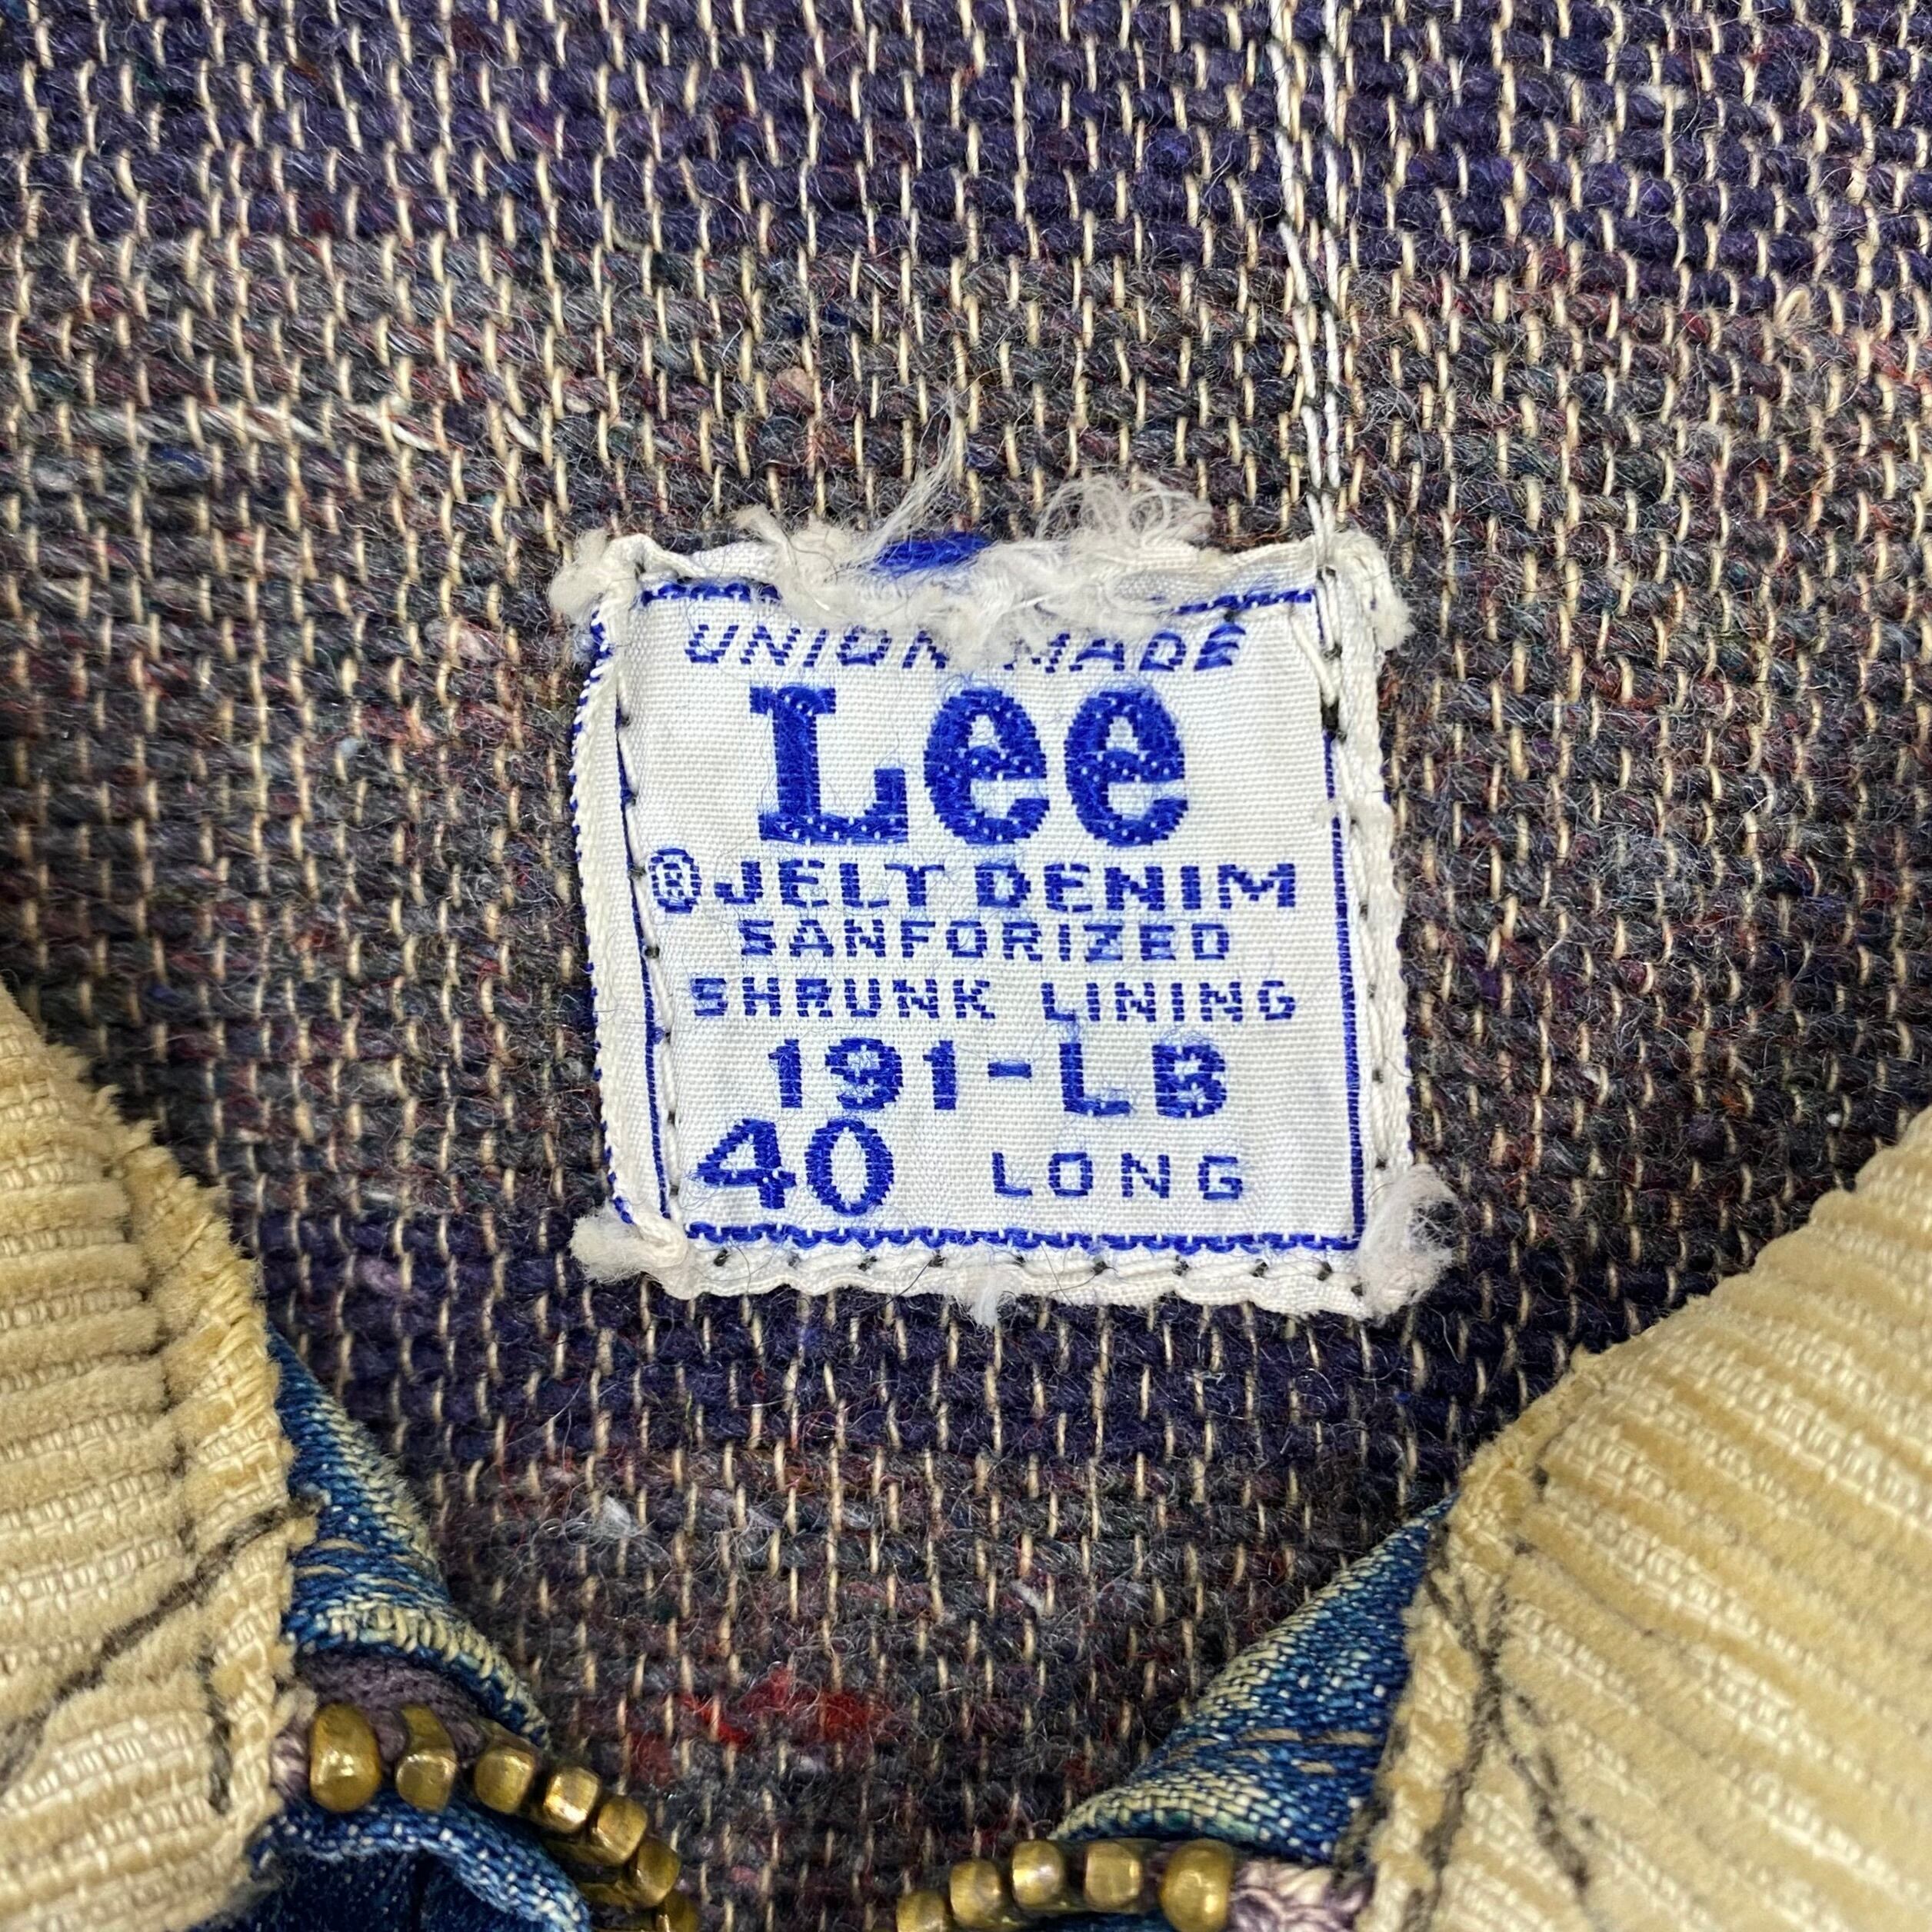 UNION MADE
Lee
® JELT DENIM
SANFORIZED
SHRUNK LINING
191-LB
40 LONG